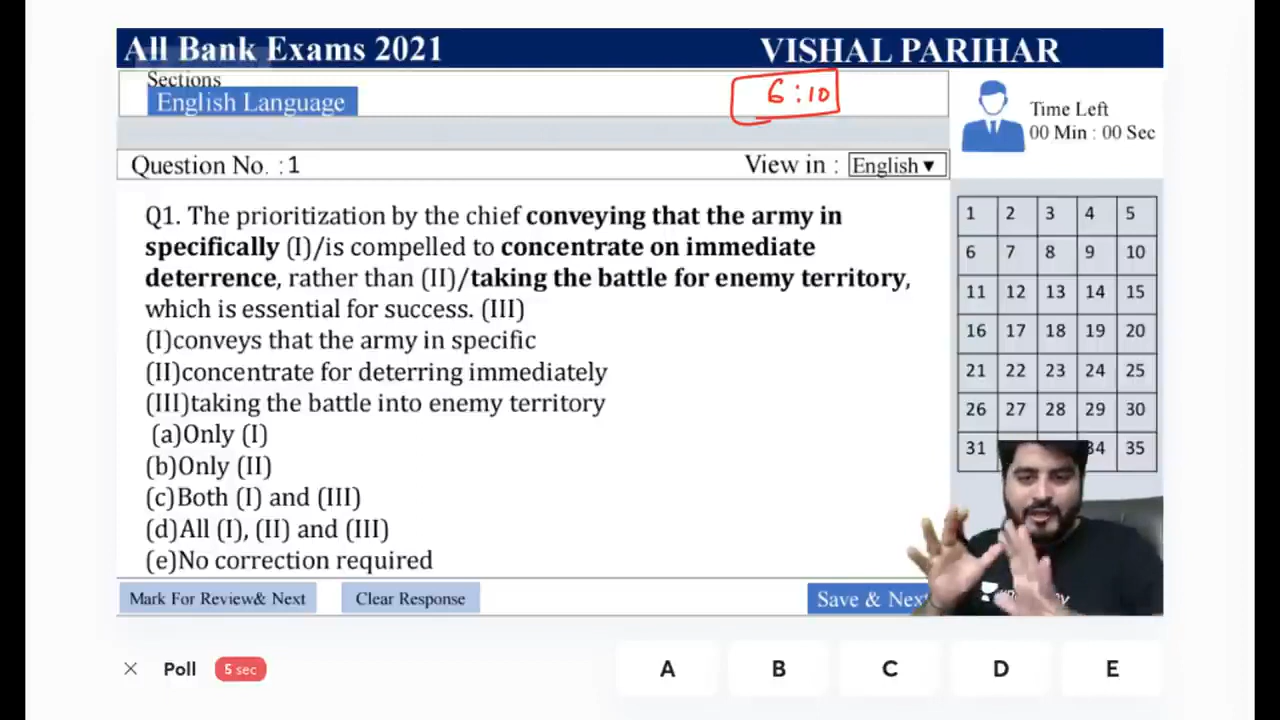 All Bank Exams 2021 VISHAL PARIHAR
Sections
English Language
6:10
Time Left
00 Min : 00 Sec
Question No. : 1 View in : English▼
Q1. The prioritization by the chief conveying that the army in
specifically (I)/is compelled to concentrate on immediate
deterrence, rather than (II)/taking the battle for enemy territory,
which is essential for success. (III)
(I)conveys that the army in specific
(II)concentrate for deterring immediately
(III)taking the battle into enemy territory
(a)Only (I)
(b)Only (II)
(c)Both (I) and (III)
(d)All (I), (II) and (III)
(e)No correction required
1 2 3 4 5
6 7 8 9 10
11 12 13 14 15
16 17 18 19 20
21 22 23 24 25
26 27 28 29 30
31 34 35
Mark For Review& Next Clear Response Save & Next
× Poll 5 sec A B C D E